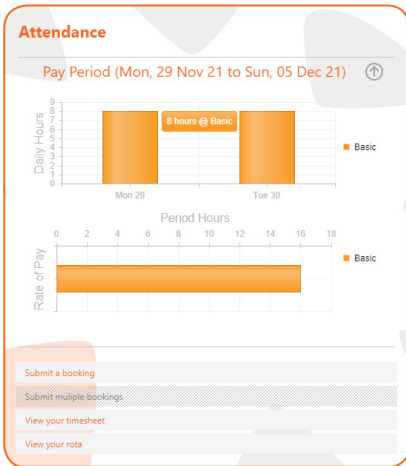 Attendance
Pay Period (Mon, 29 Nov 21 to Sun, 05 Dec 21)
Daily Hours
9
8
7
6
5
4
3
2
1
0
8 hours @ Basic
Basic
Mon 29
Tue 30
Period Hours
0 2 4 6 8 10 12 14 16 18
Rate of Pay
Basic
Submit a booking
Submit muliple bookings
View your timesheet
View your rota